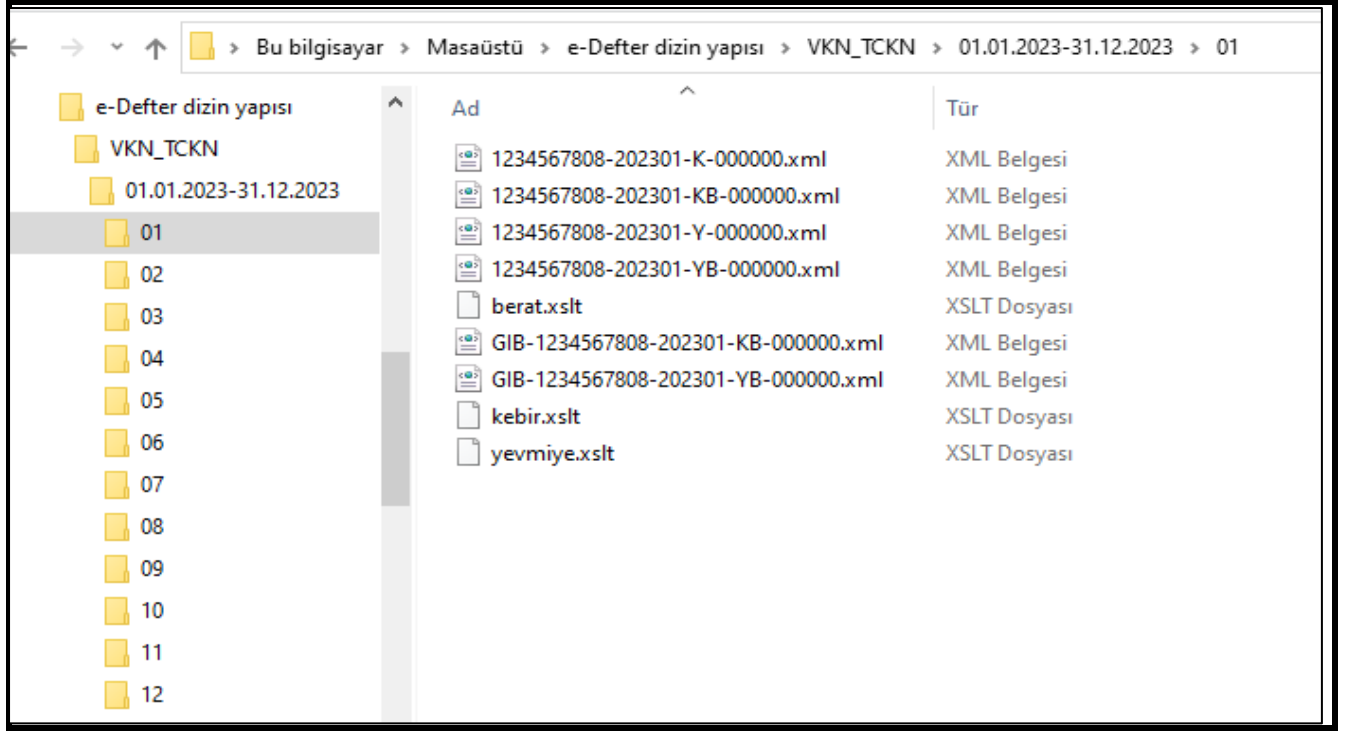 Bu bilgisayar > Masaüstü > e-Defter dizin yapısı > VKN_TCKN > 01.01.2023-31.12.2023 > 01
e-Defter dizin yapısı
VKN_TCKN
01.01.2023-31.12.2023
01
02
03
04
05
06
07
08
09
10
11
12
Ad Tür
1234567808-202301-K-000000.xml XML Belgesi
1234567808-202301-KB-000000.xml XML Belgesi
1234567808-202301-Y-000000.xml XML Belgesi
1234567808-202301-YB-000000.xml XML Belgesi
berat.xslt XSLT Dosyası
GIB-1234567808-202301-KB-000000.xml XML Belgesi
GIB-1234567808-202301-YB-000000.xml XML Belgesi
kebir.xslt XSLT Dosyası
yevmiye.xslt XSLT Dosyası